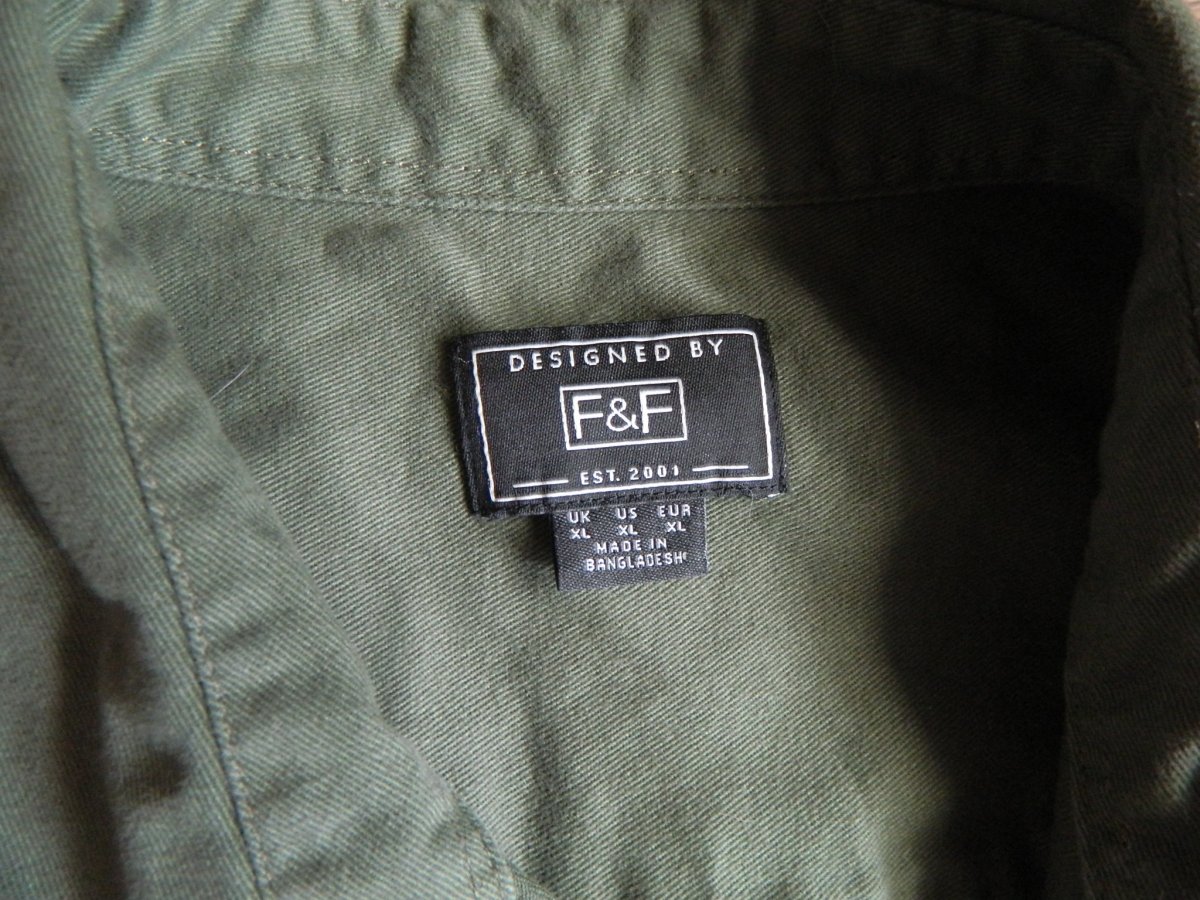 DESIGNED BY
F&F
EST. 2001
UK US EUR
XL XL XL
MADE IN
BANGLADESH